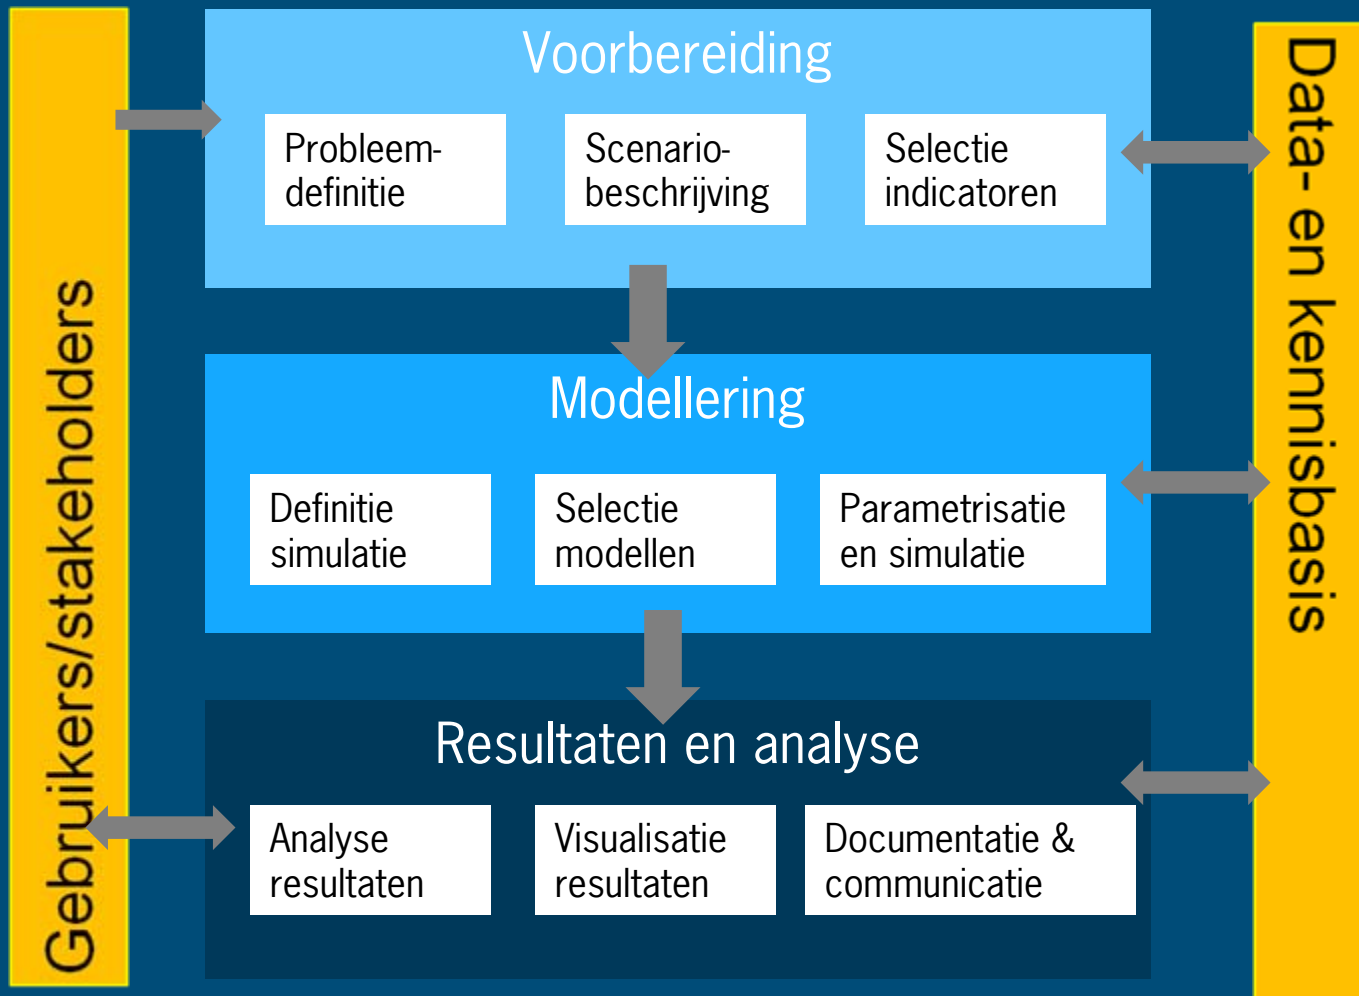 Gebruikers/stakeholders
Voorbereiding
Probleem-
definitie
Scenario-
beschrijving
Selectie
indicatoren
Modellering
Definitie
simulatie
Selectie
modellen
Parametrisatie
en simulatie
Resultaten en analyse
Analyse
resultaten
Visualisatie
resultaten
Documentatie &
communicatie
Data- en kennisbasis